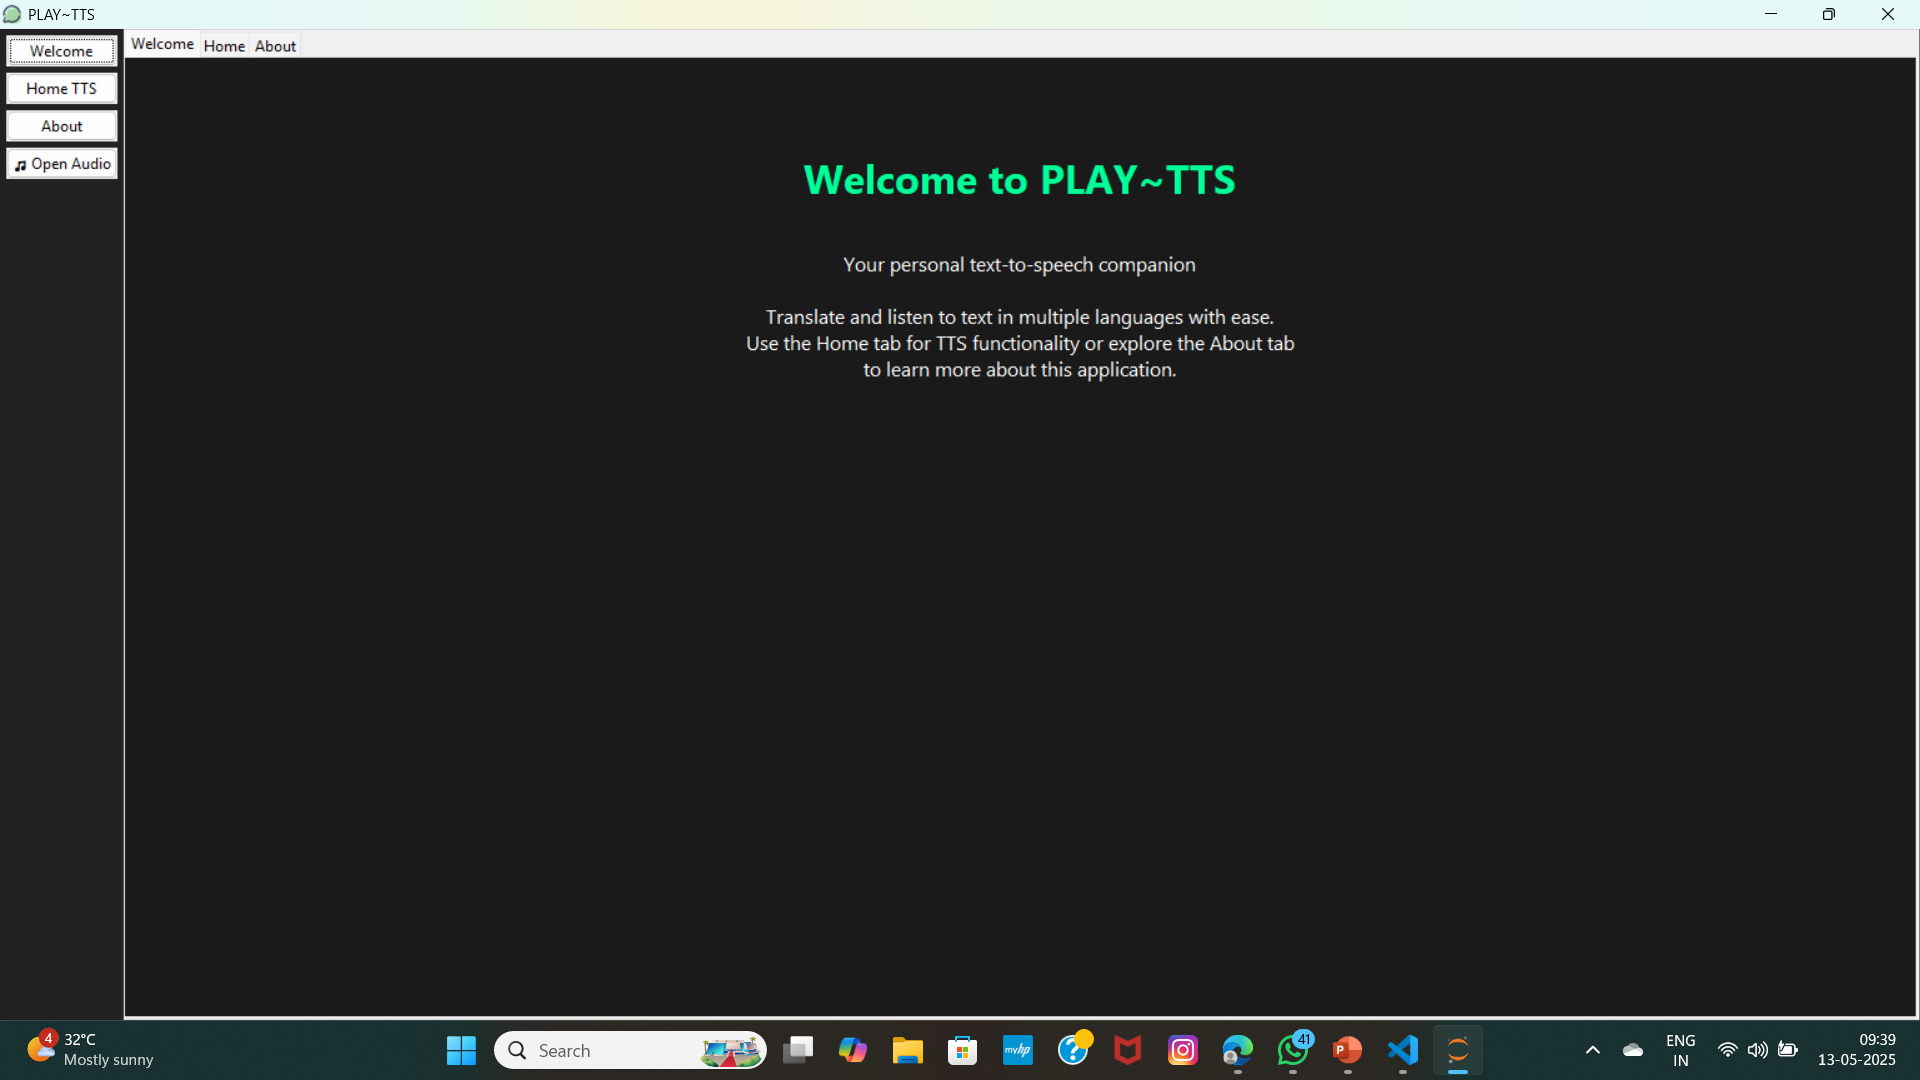 PLAY~TTS
Welcome
Home TTS
About
♫ Open Audio
Welcome Home About
Welcome to PLAY~TTS
Your personal text-to-speech companion
Translate and listen to text in multiple languages with ease.
Use the Home tab for TTS functionality or explore the About tab
to learn more about this application.
4
32°C
Mostly sunny
Search
myhp
41
P
ENG
IN
09:39
13-05-2025